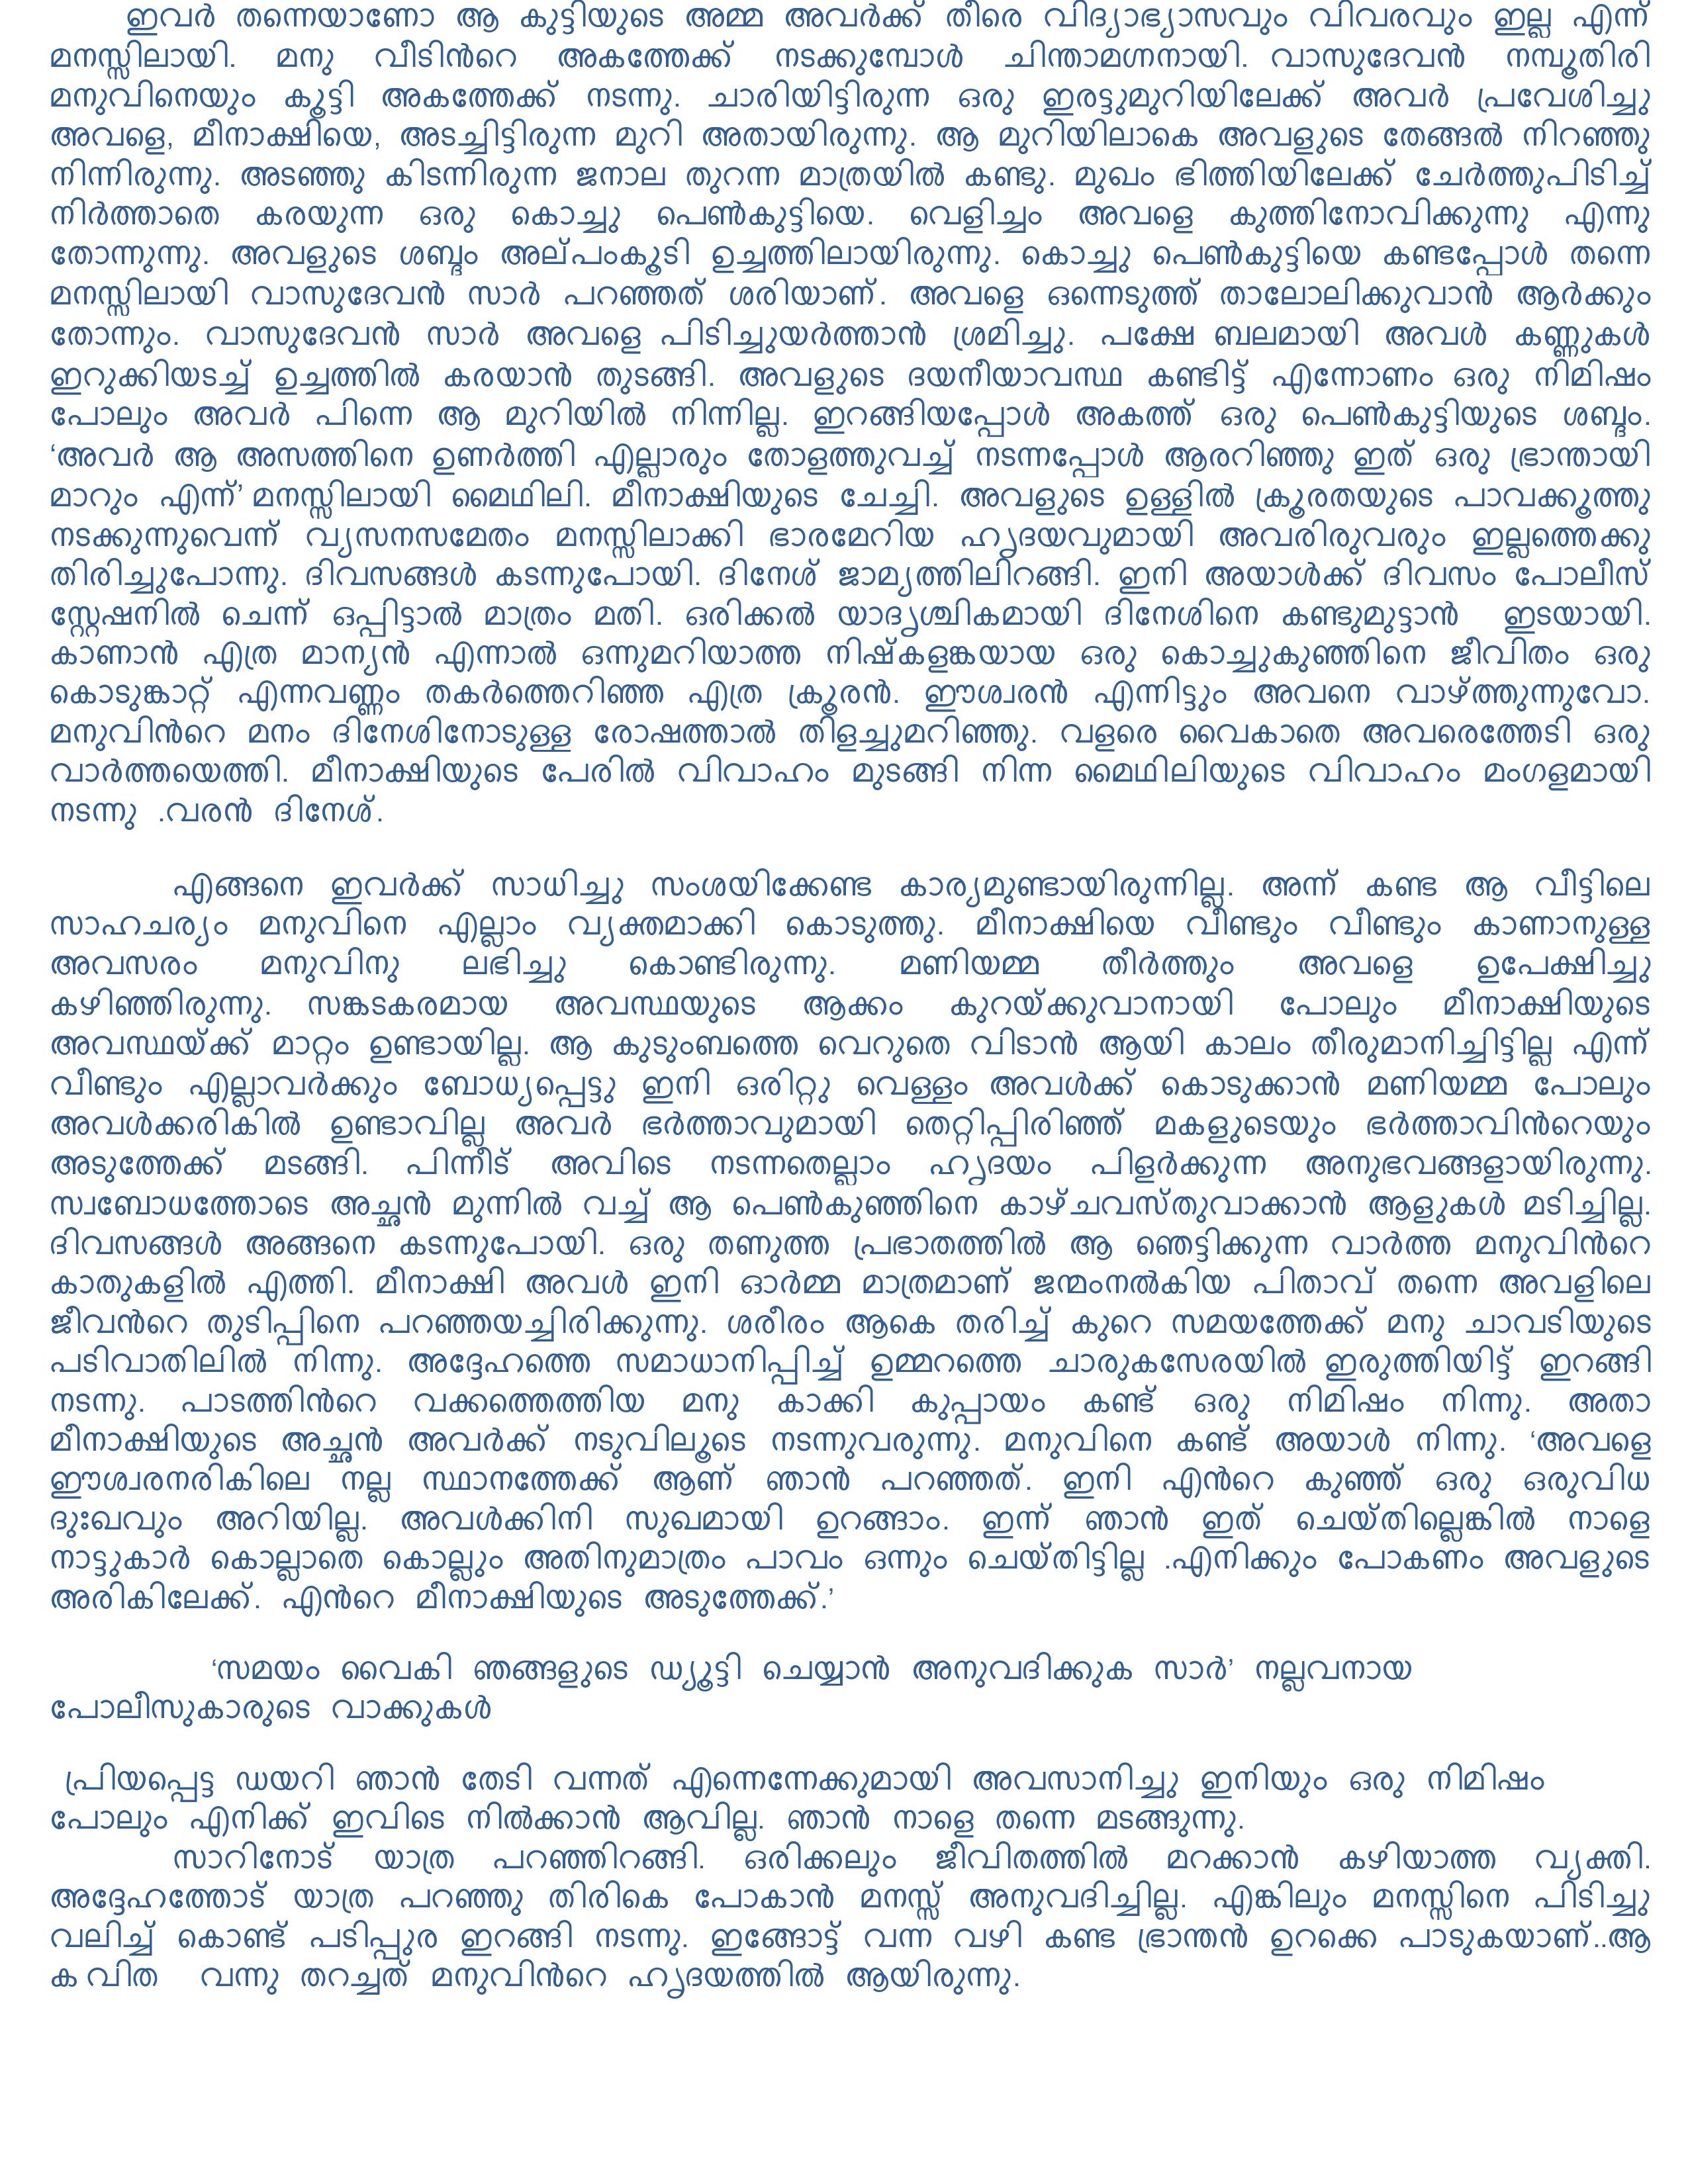 ഇവർ തന്നെയാണോ ആ കുട്ടിയുടെ അമ്മ അവർക്ക് തീരെ വിദ്യാഭ്യാസവും വിവരവും ഇല്ല എന്ന്
മനസ്സിലായി. മനു വീടിൻറെ അകത്തേക്ക് നടക്കുമ്പോൾ ചിന്താമഗ്നനായി. വാസുദേവൻ നമ്പൂതിരി
മനുവിനെയും കൂട്ടി അകത്തേക്ക് നടന്നു. ചാരിയിട്ടിരുന്ന ഒരു ഇരട്ടുമുറിയിലേക്ക് അവർ പ്രവേശിച്ചു
അവളെ, മീനാക്ഷിയെ, അടച്ചിട്ടിരുന്ന മുറി അതായിരുന്നു. ആ മുറിയിലാകെ അവളുടെ തേങ്ങൽ നിറഞ്ഞു
നിന്നിരുന്നു. അടഞ്ഞു കിടന്നിരുന്ന ജനാല തുറന്ന മാത്രയിൽ കണ്ടു. മുഖം ഭിത്തിയിലേക്ക് ചേർത്തുപിടിച്ച്
നിർത്താതെ കരയുന്ന ഒരു കൊച്ചു പെൺകുട്ടിയെ. വെളിച്ചം അവളെ കുത്തിനോവിക്കുന്നു എന്നു
തോന്നുന്നു. അവളുടെ ശബ്ദം അല്പംകൂടി ഉച്ചത്തിലായിരുന്നു. കൊച്ചു പെൺകുട്ടിയെ കണ്ടപ്പോൾ തന്നെ
മനസ്സിലായി വാസുദേവൻ സാർ പറഞ്ഞത് ശരിയാണ്. അവളെ ഒന്നെടുത്ത് താലോലിക്കുവാൻ ആർക്കും
തോന്നും. വാസുദേവൻ സാർ അവളെ പിടിച്ചുയർത്താൻ ശ്രമിച്ചു. പക്ഷേ ബലമായി അവൾ കണ്ണുകൾ
ഇറുക്കിയടച്ച് ഉച്ചത്തിൽ കരയാൻ തുടങ്ങി. അവളുടെ ദയനീയാവസ്ഥ കണ്ടിട്ട് എന്നോണം ഒരു നിമിഷം
പോലും അവർ പിന്നെ ആ മുറിയിൽ നിന്നില്ല. ഇറങ്ങിയപ്പോൾ അകത്ത് ഒരു പെൺകുട്ടിയുടെ ശബ്ദം.
‘അവർ ആ അസത്തിനെ ഉണർത്തി എല്ലാരും തോളത്തുവച്ച് നടന്നപ്പോൾ ആരറിഞ്ഞു ഇത് ഒരു ഭ്രാന്തായി
മാറും എന്ന്’ മനസ്സിലായി മൈഥിലി. മീനാക്ഷിയുടെ ചേച്ചി. അവളുടെ ഉള്ളിൽ ക്രൂരതയുടെ പാവക്കൂത്തു
നടക്കുന്നുവെന്ന് വ്യസനസമേതം മനസ്സിലാക്കി ഭാരമേറിയ ഹൃദയവുമായി അവരിരുവരും ഇല്ലത്തെക്കു
തിരിച്ചുപോന്നു. ദിവസങ്ങൾ കടന്നുപോയി. ദിനേശ് ജാമ്യത്തിലിറങ്ങി. ഇനി അയാൾക്ക് ദിവസം പോലീസ്
സ്റ്റേഷനിൽ ചെന്ന് ഒപ്പിട്ടാൽ മാത്രം മതി. ഒരിക്കൽ യാദൃശ്ചികമായി ദിനേശിനെ കണ്ടുമുട്ടാൻ ഇടയായി.
കാണാൻ എത്ര മാന്യൻ എന്നാൽ ഒന്നുമറിയാത്ത നിഷ്കളങ്കയായ ഒരു കൊച്ചുകുഞ്ഞിനെ ജീവിതം ഒരു
കൊടുങ്കാറ്റ് എന്നവണ്ണം തകർത്തെറിഞ്ഞ എത്ര ക്രൂരൻ. ഈശ്വരൻ എന്നിട്ടും അവനെ വാഴ്ത്തുന്നുവോ.
മനുവിൻറെ മനം ദിനേശിനോടുള്ള രോഷത്താൽ തിളച്ചുമറിഞ്ഞു. വളരെ വൈകാതെ അവരെത്തേടി ഒരു
വാർത്തയെത്തി. മീനാക്ഷിയുടെ പേരിൽ വിവാഹം മുടങ്ങി നിന്ന മൈഥിലിയുടെ വിവാഹം മംഗളമായി
നടന്നു .വരൻ ദിനേശ്.
എങ്ങനെ ഇവർക്ക് സാധിച്ചു സംശയിക്കേണ്ട കാര്യമുണ്ടായിരുന്നില്ല. അന്ന് കണ്ട ആ വീട്ടിലെ
സാഹചര്യം മനുവിനെ എല്ലാം വ്യക്തമാക്കി കൊടുത്തു. മീനാക്ഷിയെ വീണ്ടും വീണ്ടും കാണാനുള്ള
അവസരം മനുവിനു ലഭിച്ചു കൊണ്ടിരുന്നു. മണിയമ്മ തീർത്തും അവളെ ഉപേക്ഷിച്ചു
കഴിഞ്ഞിരുന്നു. സങ്കടകരമായ അവസ്ഥയുടെ ആക്കം കുറയ്ക്കുവാനായി പോലും മീനാക്ഷിയുടെ
അവസ്ഥയ്ക്ക് മാറ്റം ഉണ്ടായില്ല. ആ കുടുംബത്തെ വെറുതെ വിടാൻ ആയി കാലം തീരുമാനിച്ചിട്ടില്ല എന്ന്
വീണ്ടും എല്ലാവർക്കും ബോധ്യപ്പെട്ടു ഇനി ഒരിറ്റു വെള്ളം അവൾക്ക് കൊടുക്കാൻ മണിയമ്മ പോലും
അവൾക്കരികിൽ ഉണ്ടാവില്ല അവർ ഭർത്താവുമായി തെറ്റിപ്പിരിഞ്ഞ് മകളുടെയും ഭർത്താവിൻറെയും
അടുത്തേക്ക് മടങ്ങി. പിന്നീട് അവിടെ നടന്നതെല്ലാം ഹൃദയം പിളർക്കുന്ന അനുഭവങ്ങളായിരുന്നു.
സ്വബോധത്തോടെ അച്ഛൻ മുന്നിൽ വച്ച് ആ പെൺകുഞ്ഞിനെ കാഴ്ചവസ്തുവാക്കാൻ ആളുകൾ മടിച്ചില്ല.
ദിവസങ്ങൾ അങ്ങനെ കടന്നുപോയി. ഒരു തണുത്ത പ്രഭാതത്തിൽ ആ ഞെട്ടിക്കുന്ന വാർത്ത മനുവിൻറെ
കാതുകളിൽ എത്തി. മീനാക്ഷി അവൾ ഇനി ഓർമ്മ മാത്രമാണ് ജന്മംനൽകിയ പിതാവ് തന്നെ അവളിലെ
ജീവൻറെ തുടിപ്പിനെ പറഞ്ഞയച്ചിരിക്കുന്നു. ശരീരം ആകെ തരിച്ച് കുറെ സമയത്തേക്ക് മനു ചാവടിയുടെ
പടിവാതിലിൽ നിന്നു. അദ്ദേഹത്തെ സമാധാനിപ്പിച്ച് ഉമ്മറത്തെ ചാരുകസേരയിൽ ഇരുത്തിയിട്ട് ഇറങ്ങി
നടന്നു. പാടത്തിൻറെ വക്കത്തെത്തിയ മനു കാക്കി കുപ്പായം കണ്ട് ഒരു നിമിഷം നിന്നു. അതാ
മീനാക്ഷിയുടെ അച്ഛൻ അവർക്ക് നടുവിലൂടെ നടന്നുവരുന്നു. മനുവിനെ കണ്ട് അയാൾ നിന്നു. ‘അവളെ
ഈശ്വരനരികിലെ നല്ല സ്ഥാനത്തേക്ക് ആണ് ഞാൻ പറഞ്ഞത്. ഇനി എൻറെ കുഞ്ഞ് ഒരു ഒരുവിധ
ദുഃഖവും അറിയില്ല. അവൾക്കിനി സുഖമായി ഉറങ്ങാം. ഇന്ന് ഞാൻ ഇത് ചെയ്തില്ലെങ്കിൽ നാളെ
നാട്ടുകാർ കൊല്ലാതെ കൊല്ലും അതിനുമാത്രം പാവം ഒന്നും ചെയ്തിട്ടില്ല .എനിക്കും പോകണം അവളുടെ
അരികിലേക്ക്. എൻറെ മീനാക്ഷിയുടെ അടുത്തേക്ക്.’
‘സമയം വൈകി ഞങ്ങളുടെ ഡ്യൂട്ടി ചെയ്യാൻ അനുവദിക്കുക സാർ’ നല്ലവനായ
പോലീസുകാരുടെ വാക്കുകൾ
പ്രിയപ്പെട്ട ഡയറി ഞാൻ തേടി വന്നത് എന്നെന്നേക്കുമായി അവസാനിച്ചു ഇനിയും ഒരു നിമിഷം
പോലും എനിക്ക് ഇവിടെ നിൽക്കാൻ ആവില്ല. ഞാൻ നാളെ തന്നെ മടങ്ങുന്നു.
സാറിനോട് യാത്ര പറഞ്ഞിറങ്ങി. ഒരിക്കലും ജീവിതത്തിൽ മറക്കാൻ കഴിയാത്ത വ്യക്തി.
അദ്ദേഹത്തോട് യാത്ര പറഞ്ഞു തിരികെ പോകാൻ മനസ്സ് അനുവദിച്ചില്ല. എങ്കിലും മനസ്സിനെ പിടിച്ചു
വലിച്ച് കൊണ്ട് പടിപ്പുര ഇറങ്ങി നടന്നു. ഇങ്ങോട്ട് വന്ന വഴി കണ്ട ഭ്രാന്തൻ ഉറക്കെ പാടുകയാണ്..ആ
ക വിത വന്നു തറച്ചത് മനുവിൻറെ ഹൃദയത്തിൽ ആയിരുന്നു.